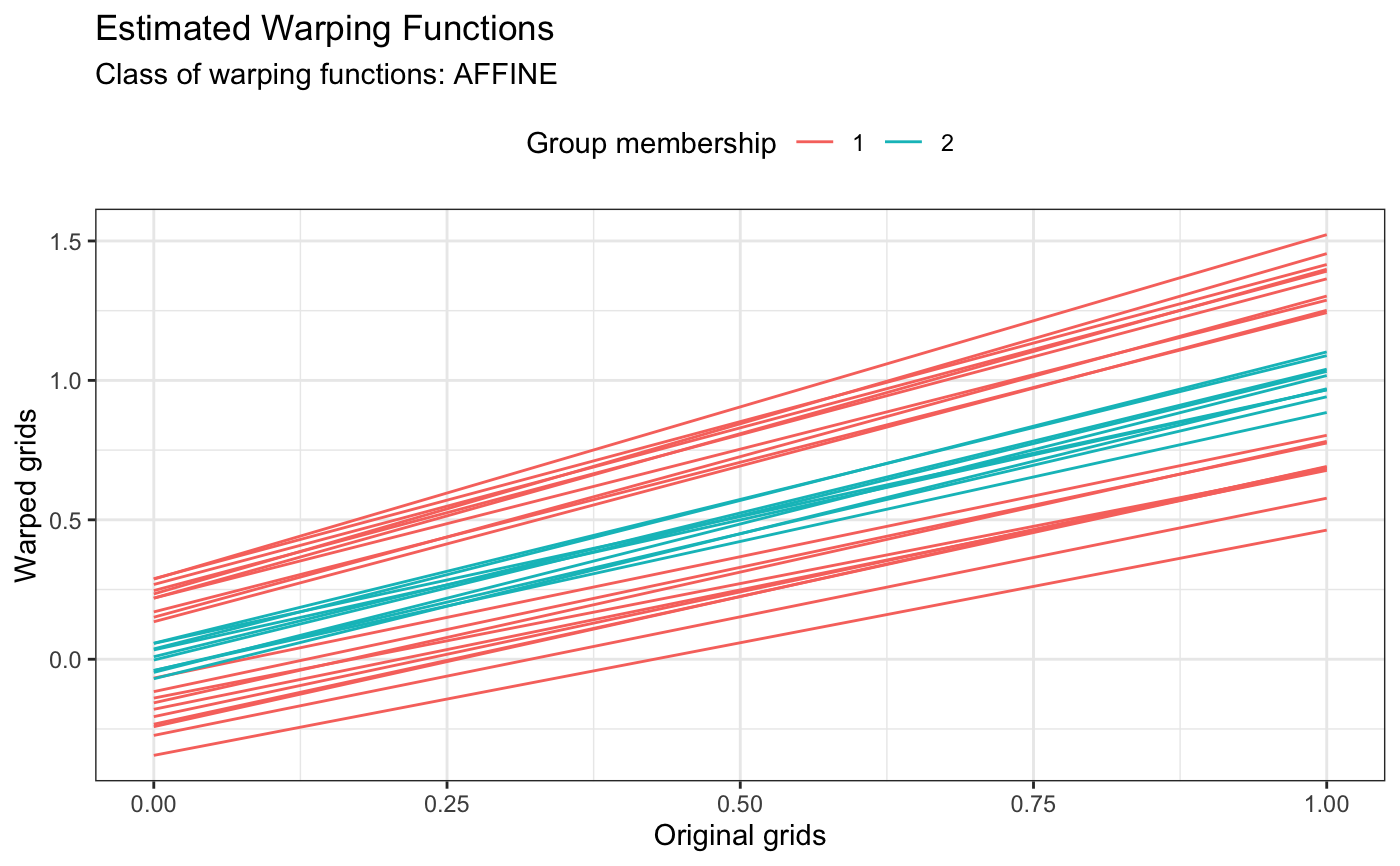 Estimated Warping Functions
Class of warping functions: AFFINE
Group membership 1 2
Warped grids
1.5
1.0
0.5
0.0
0.00 0.25 0.50 0.75 1.00
Original grids